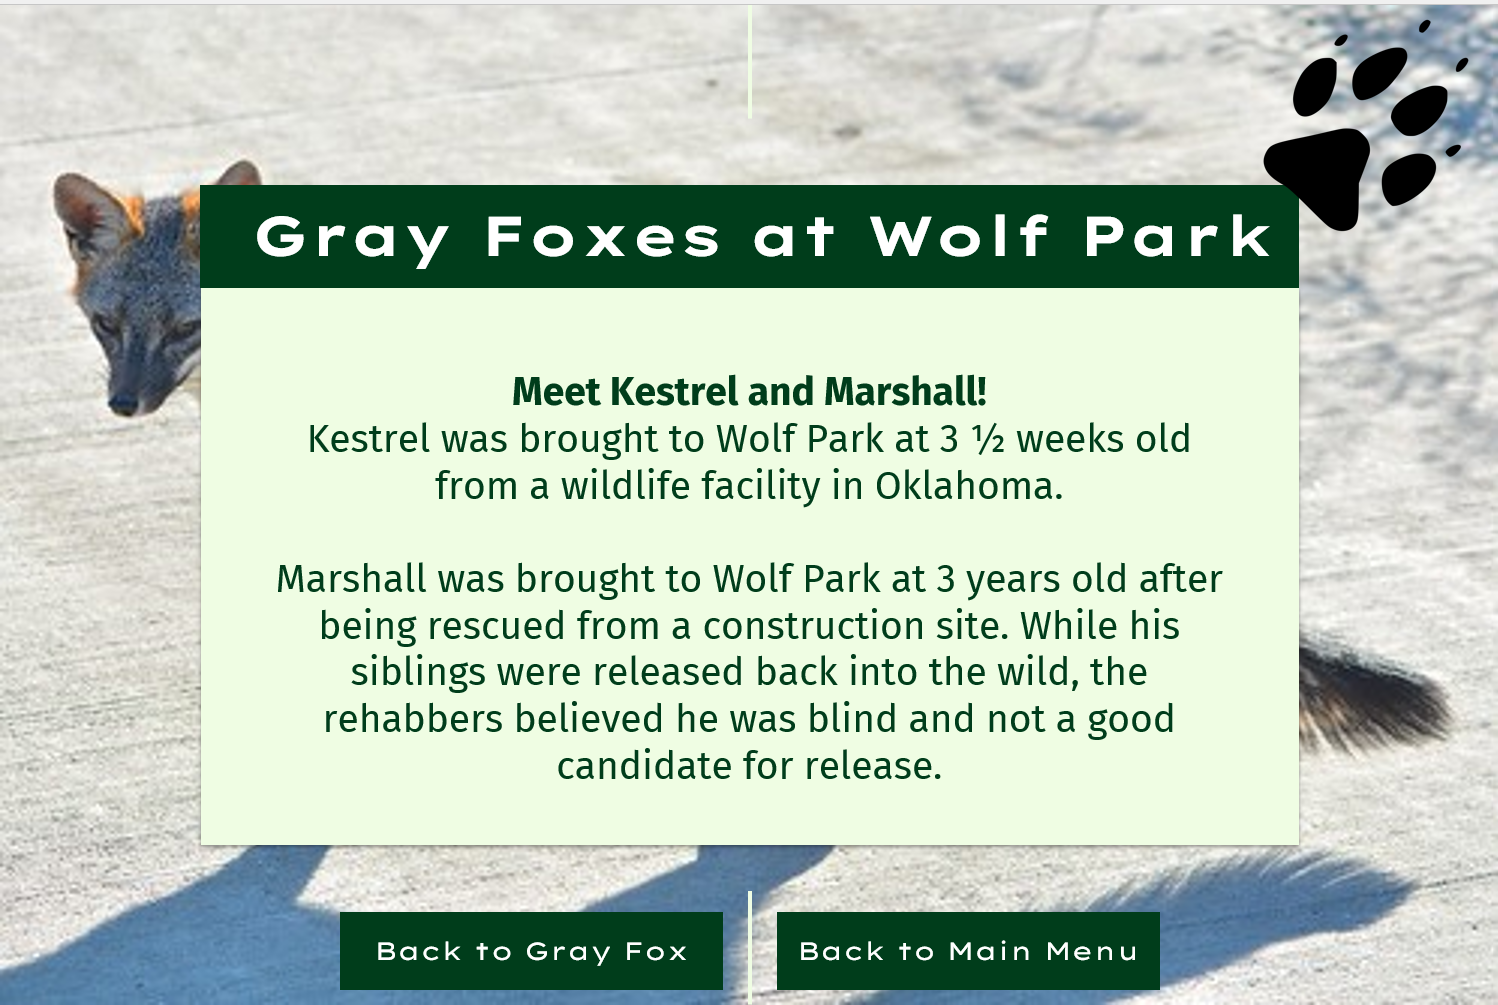 Gray Foxes at Wolf Park
Meet Kestrel and Marshall!
Kestrel was brought to Wolf Park at 3 ½ weeks old
from a wildlife facility in Oklahoma.
Marshall was brought to Wolf Park at 3 years old after
being rescued from a construction site. While his
siblings were released back into the wild, the
rehabbers believed he was blind and not a good
candidate for release.
Back to Gray Fox
Back to Main Menu